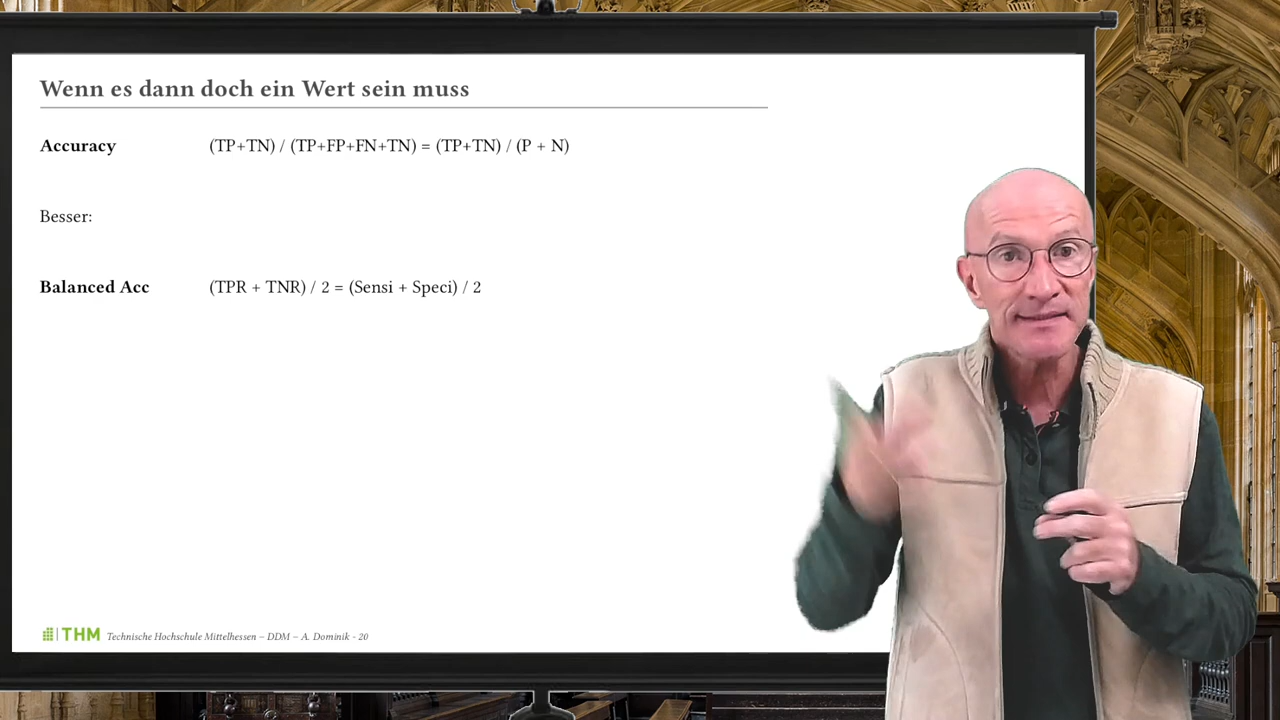 Wenn es dann doch ein Wert sein muss
Accuracy (TP+TN) / (TP+FP+FN+TN) = (TP+TN) / (P + N)
Besser:
Balanced Acc (TPR + TNR) / 2 = (Sensi + Speci) / 2
THM Technische Hochschule Mittelhessen – DDM – A. Dominik - 20